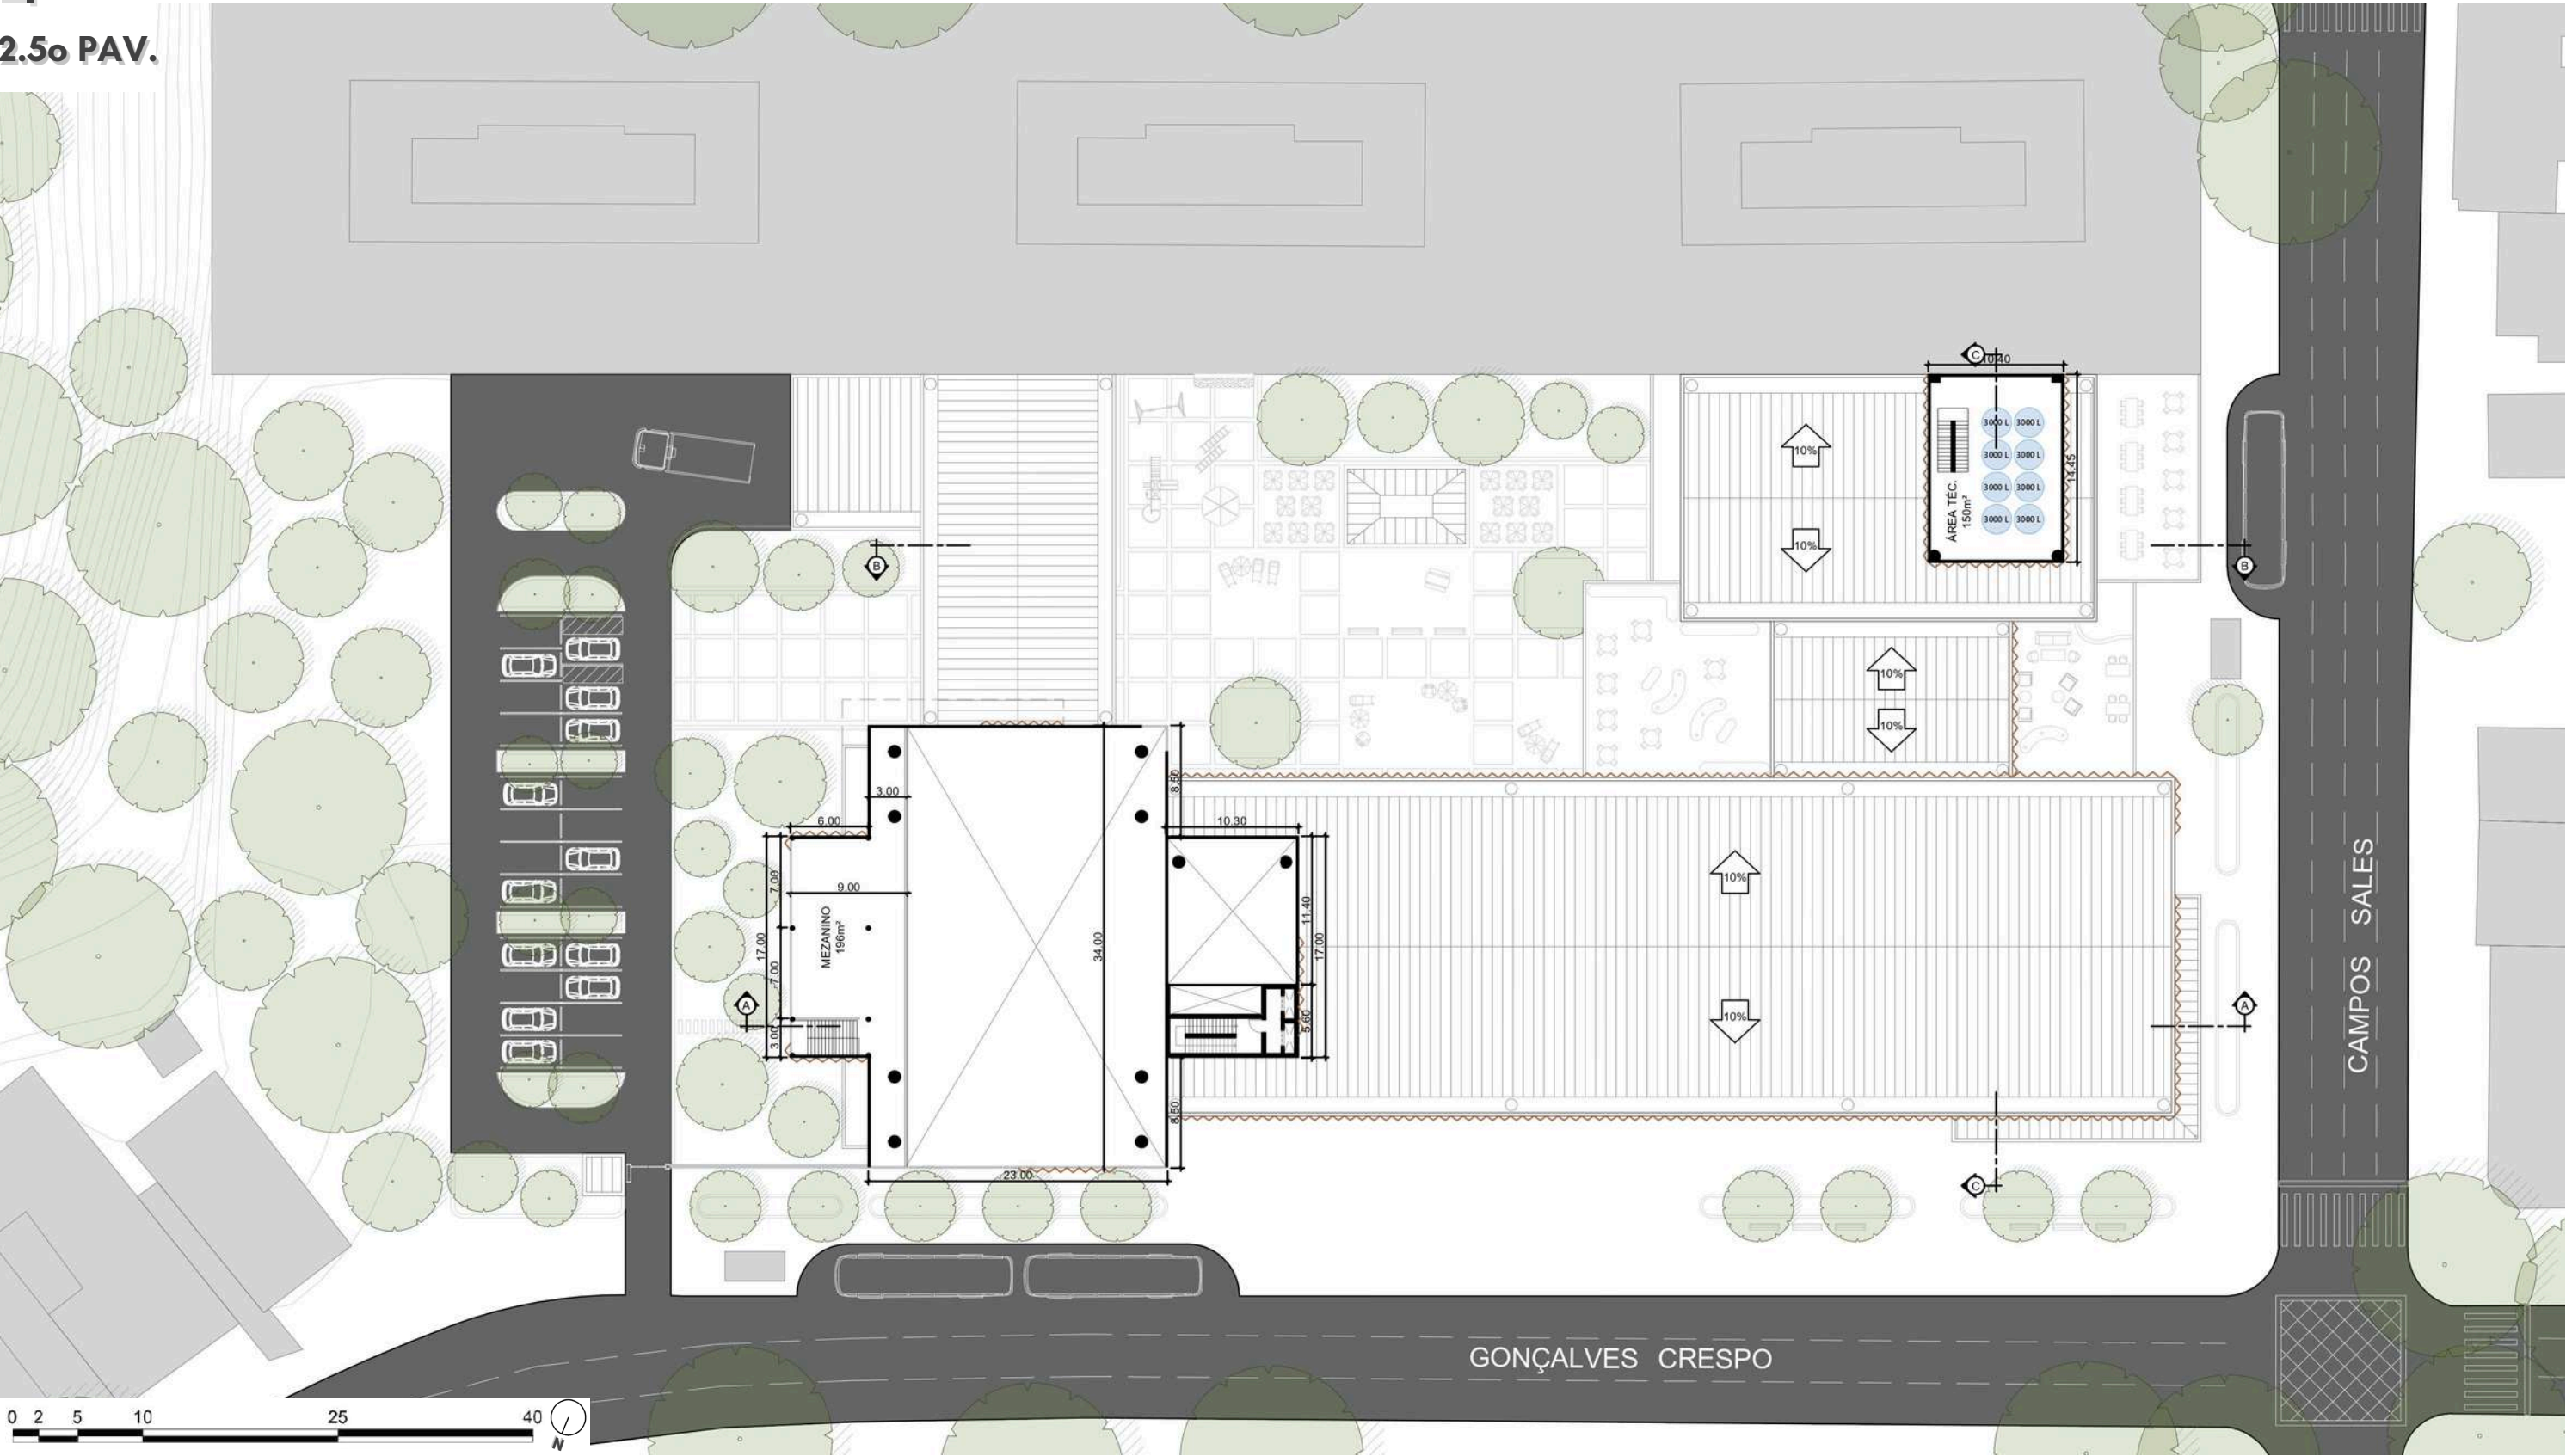 2.5o PAV.
C
10.40
3000 L 3000 L
3000 L 3000 L
3000 L 3000 L
3000 L 3000 L
ÁREA TÉC.
150m²
14.45
10%
10%
B
B
10%
10%
3.00
8.50
6.00
10.30
7.00
9.00
MEZANINO
196m²
17.00
7.00
3.00
34.00
11.40
17.00
5.60
10%
10%
A
A
8.50
23.00
C
CAMPOS SALES
GONÇALVES CRESPO
0 2 5 10 25 40
N